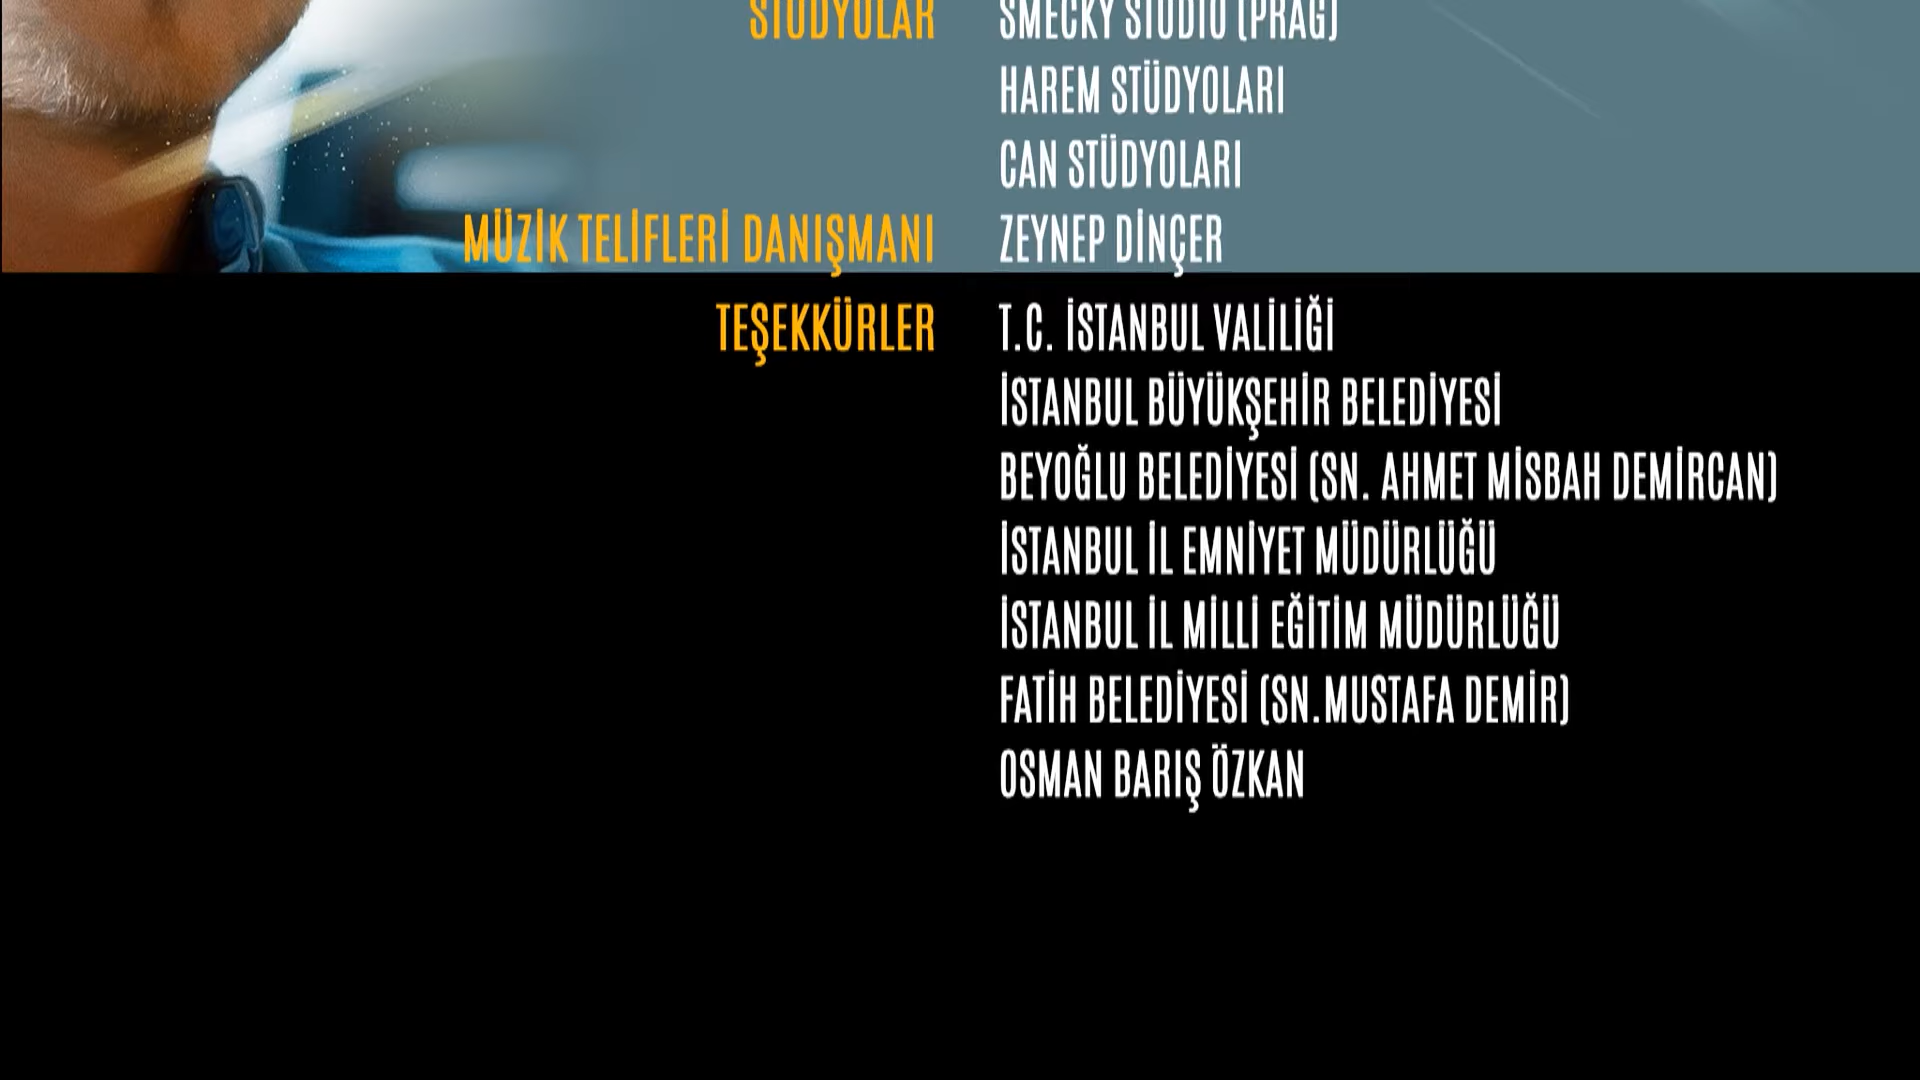 STÜDYOLAR SMECKY STUDIO (PRAG)
HAREM STÜDYOLARI
CAN STÜDYOLARI
MÜZİK TELİFLERİ DANIŞMANI ZEYNEP DİNÇER
TEŞEKKÜRLER T.C. İSTANBUL VALİLİĞİ
İSTANBUL BÜYÜKŞEHİR BELEDİYESİ
BEYOĞLU BELEDİYESİ (SN. AHMET MİSBAH DEMİRCAN)
İSTANBUL İL EMNİYET MÜDÜRLÜĞÜ
İSTANBUL İL MİLLİ EĞİTİM MÜDÜRLÜĞÜ
FATİH BELEDİYESİ (SN.MUSTAFA DEMİR)
OSMAN BARIŞ ÖZKAN